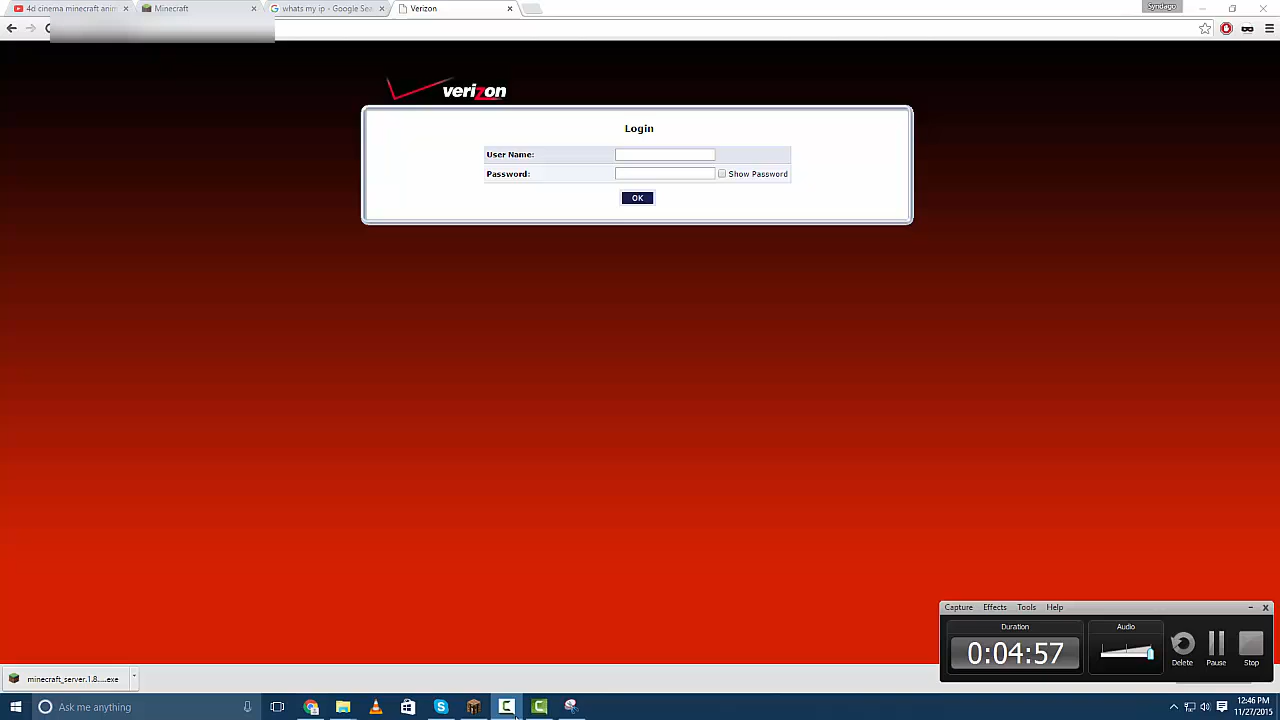 4d cinema minecraft anim
Minecraft
whats my ip - Google Sea
Verizon
Syndago
verizon
Login
User Name:
Password:
Show Password
OK
Capture Effects Tools Help
Duration
Audio
0:04:57
Delete
Pause
Stop
minecraft_server.1.8.....exe
Ask me anything
12:46 PM
11/27/2015